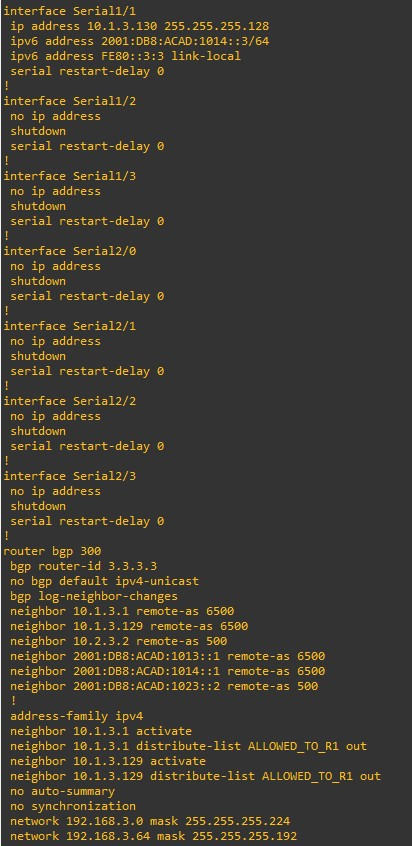 interface Serial1/1
ip address 10.1.3.130 255.255.255.128
ipv6 address 2001:DB8:ACAD:1014::3/64
ipv6 address FE80::3:3 link-local
serial restart-delay 0
!
interface Serial1/2
no ip address
shutdown
serial restart-delay 0
!
interface Serial1/3
no ip address
shutdown
serial restart-delay 0
!
interface Serial2/0
no ip address
shutdown
serial restart-delay 0
!
interface Serial2/1
no ip address
shutdown
serial restart-delay 0
!
interface Serial2/2
no ip address
shutdown
serial restart-delay 0
!
interface Serial2/3
no ip address
shutdown
serial restart-delay 0
!
router bgp 300
bgp router-id 3.3.3.3
no bgp default ipv4-unicast
bgp log-neighbor-changes
neighbor 10.1.3.1 remote-as 6500
neighbor 10.1.3.129 remote-as 6500
neighbor 10.2.3.2 remote-as 500
neighbor 2001:DB8:ACAD:1013::1 remote-as 6500
neighbor 2001:DB8:ACAD:1014::1 remote-as 6500
neighbor 2001:DB8:ACAD:1023::2 remote-as 500
!
address-family ipv4
neighbor 10.1.3.1 activate
neighbor 10.1.3.1 distribute-list ALLOWED_TO_R1 out
neighbor 10.1.3.129 activate
neighbor 10.1.3.129 distribute-list ALLOWED_TO_R1 out
no auto-summary
no synchronization
network 192.168.3.0 mask 255.255.255.224
network 192.168.3.64 mask 255.255.255.192